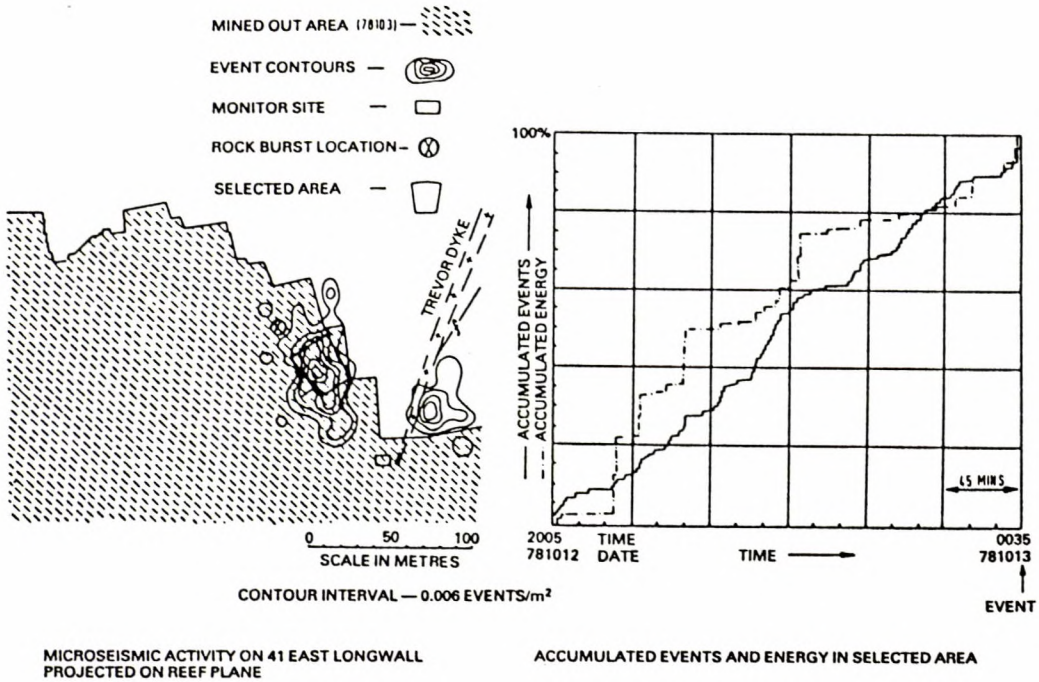 MINED OUT AREA (78103) —
EVENT CONTOURS —
MONITOR SITE —
ROCK BURST LOCATION –
SELECTED AREA —
TREVOR DYKE
0 50 100
SCALE IN METRES
CONTOUR INTERVAL — 0.006 EVENTS/m²
MICROSEISMIC ACTIVITY ON 41 EAST LONGWALL
PROJECTED ON REEF PLANE
100%
ACCUMULATED EVENTS
ACCUMULATED ENERGY
45 MINS
2005 TIME 0035
781012 DATE TIME 781013
EVENT
ACCUMULATED EVENTS AND ENERGY IN SELECTED AREA